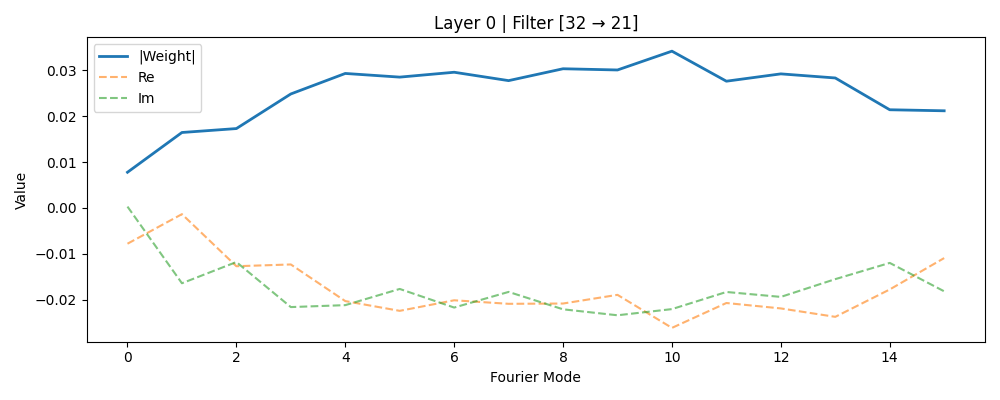 Layer 0 | Filter [32 → 21]
|Weight|
Re
Im
Value
0.03
0.02
0.01
0.00
−0.01
−0.02
0 2 4 6 8 10 12 14
Fourier Mode